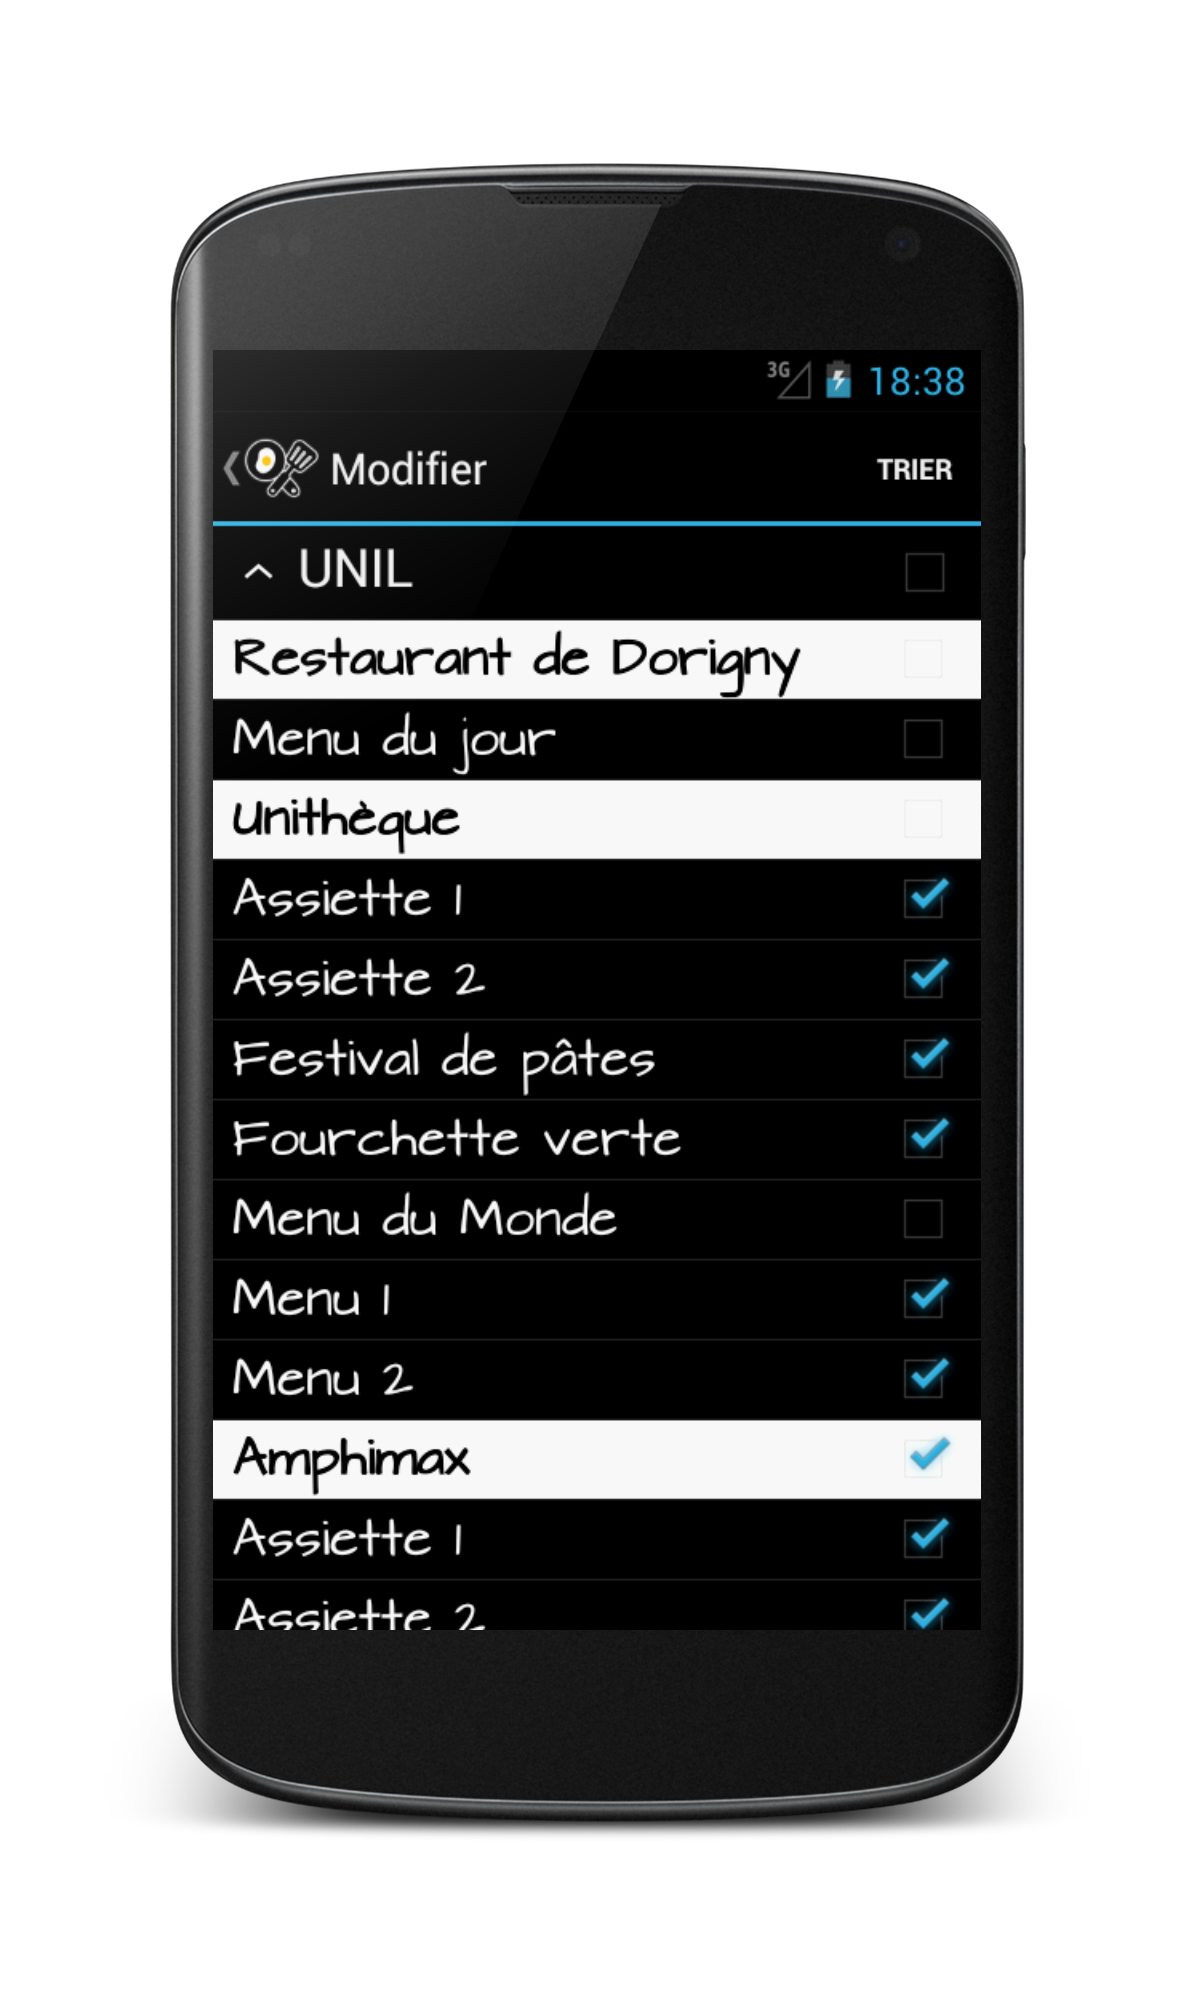 3G 18:38
Modifier TRIER
UNIL
Restaurant de Dorigny
Menu du jour
Unithèque
Assiette 1
Assiette 2
Festival de pâtes
Fourchette verte
Menu du Monde
Menu 1
Menu 2
Amphimax
Assiette 1
Assiette 2